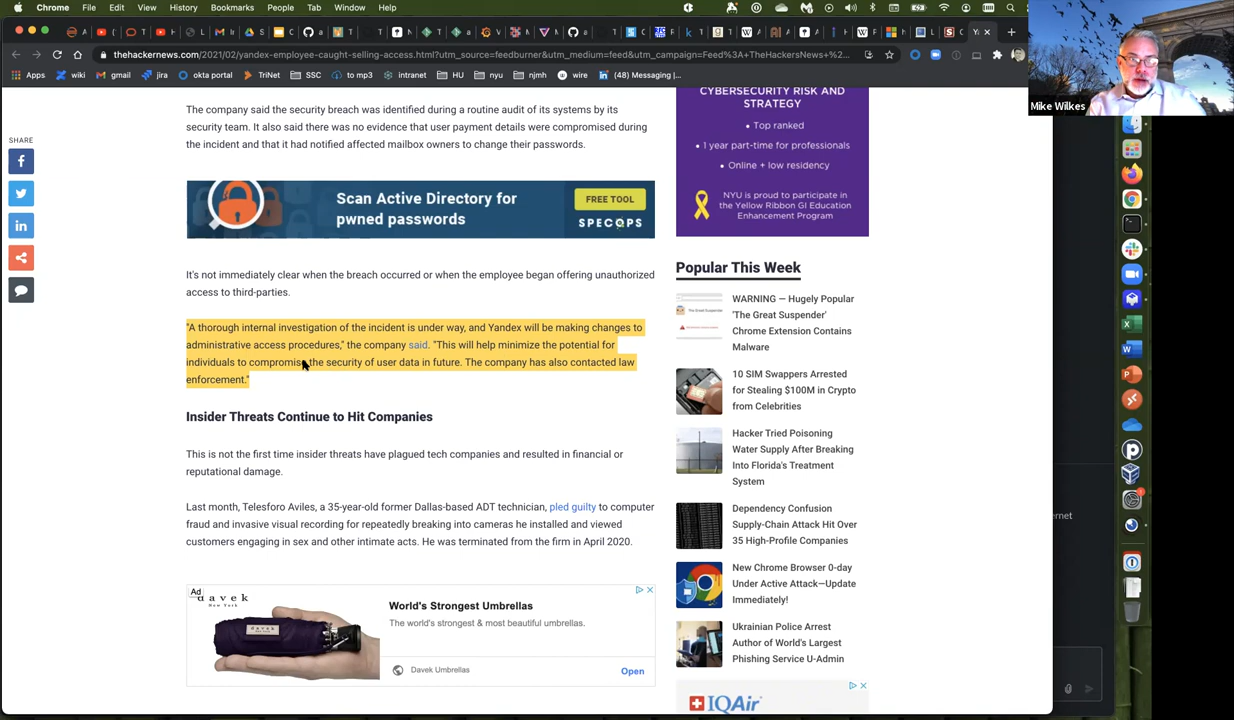 Chrome File Edit View History Bookmarks People Tab Window Help
thehackernews.com/2021/02/yandex-employee-caught-selling-access.html?utm_source=feedburner&utm_medium=feed&utm_campaign=Feed%3A+TheHackersNews+%2...
Apps wiki gmail jira okta portal TriNet SSC to mp3 intranet HU nyu njmh wire (48) Messaging |...
Mike Wilkes
SHARE
The company said the security breach was identified during a routine audit of its systems by its
security team. It also said there was no evidence that user payment details were compromised during
the incident and that it had notified affected mailbox owners to change their passwords.
Scan Active Directory for
pwned passwords
FREE TOOL
SPECOPS
It's not immediately clear when the breach occurred or when the employee began offering unauthorized
access to third-parties.
"A thorough internal investigation of the incident is under way, and Yandex will be making changes to
administrative access procedures," the company said. "This will help minimize the potential for
individuals to compromise the security of user data in future. The company has also contacted law
enforcement."
Insider Threats Continue to Hit Companies
This is not the first time insider threats have plagued tech companies and resulted in financial or
reputational damage.
Last month, Telesforo Aviles, a 35-year-old former Dallas-based ADT technician, pled guilty to computer
fraud and invasive visual recording for repeatedly breaking into cameras he installed and viewed
customers engaging in sex and other intimate acts. He was terminated from the firm in April 2020.
Ad
davek
New York
davek
World's Strongest Umbrellas
The world's strongest & most beautiful umbrellas.
Davek Umbrellas
Open
CYBERSECURITY RISK AND
STRATEGY
• Top ranked
• 1 year part-time for professionals
• Online + low residency
NYU is proud to participate in
the Yellow Ribbon GI Education
Enhancement Program
Popular This Week
WARNING — Hugely Popular
'The Great Suspender'
Chrome Extension Contains
Malware
10 SIM Swappers Arrested
for Stealing $100M in Crypto
from Celebrities
Hacker Tried Poisoning
Water Supply After Breaking
Into Florida's Treatment
System
Dependency Confusion
Supply-Chain Attack Hit Over
35 High-Profile Companies
New Chrome Browser 0-day
Under Active Attack—Update
Immediately!
Ukrainian Police Arrest
Author of World's Largest
Phishing Service U-Admin
IQAir
ernet